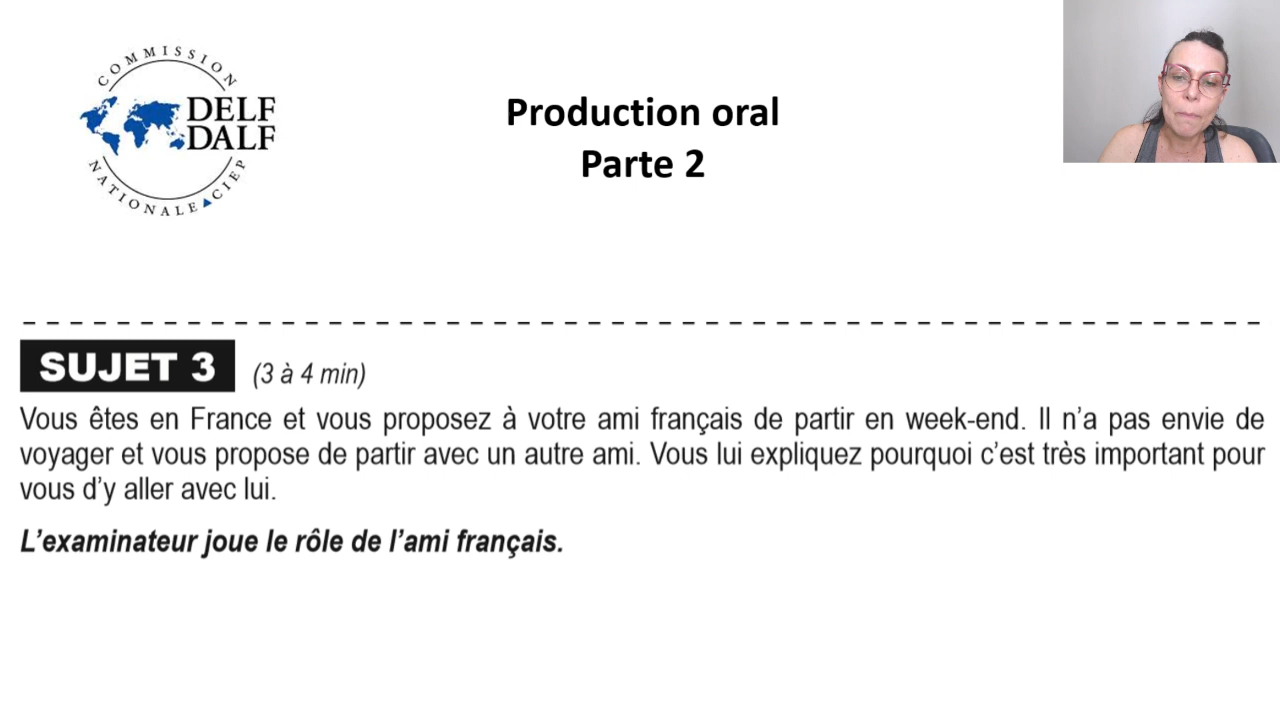 COMMISSION
DELF
DALF
NATIONALE CIEP
Production oral
Parte 2
SUJET 3 (3 à 4 min)
Vous êtes en France et vous proposez à votre ami français de partir en week-end. Il n’a pas envie de
voyager et vous propose de partir avec un autre ami. Vous lui expliquez pourquoi c’est très important pour
vous d’y aller avec lui.
L’examinateur joue le rôle de l’ami français.